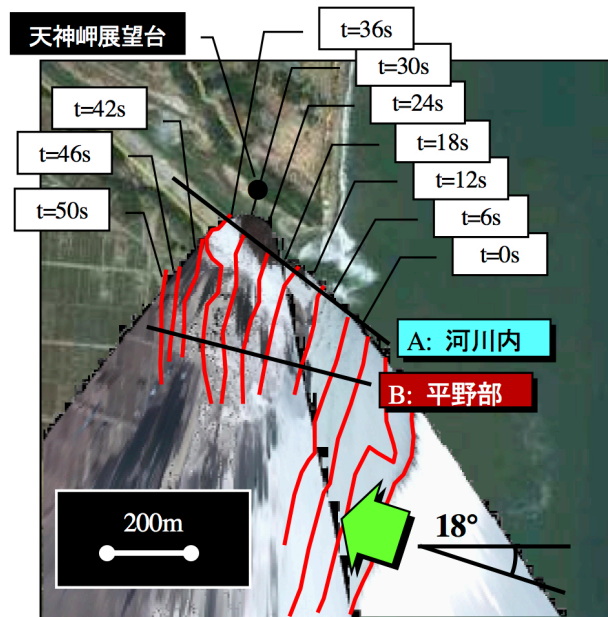 天神岬展望台
t=36s
t=30s
t=24s
t=18s
t=12s
t=6s
t=0s
t=42s
t=46s
t=50s
A: 河川内
B: 平野部
200m
18°